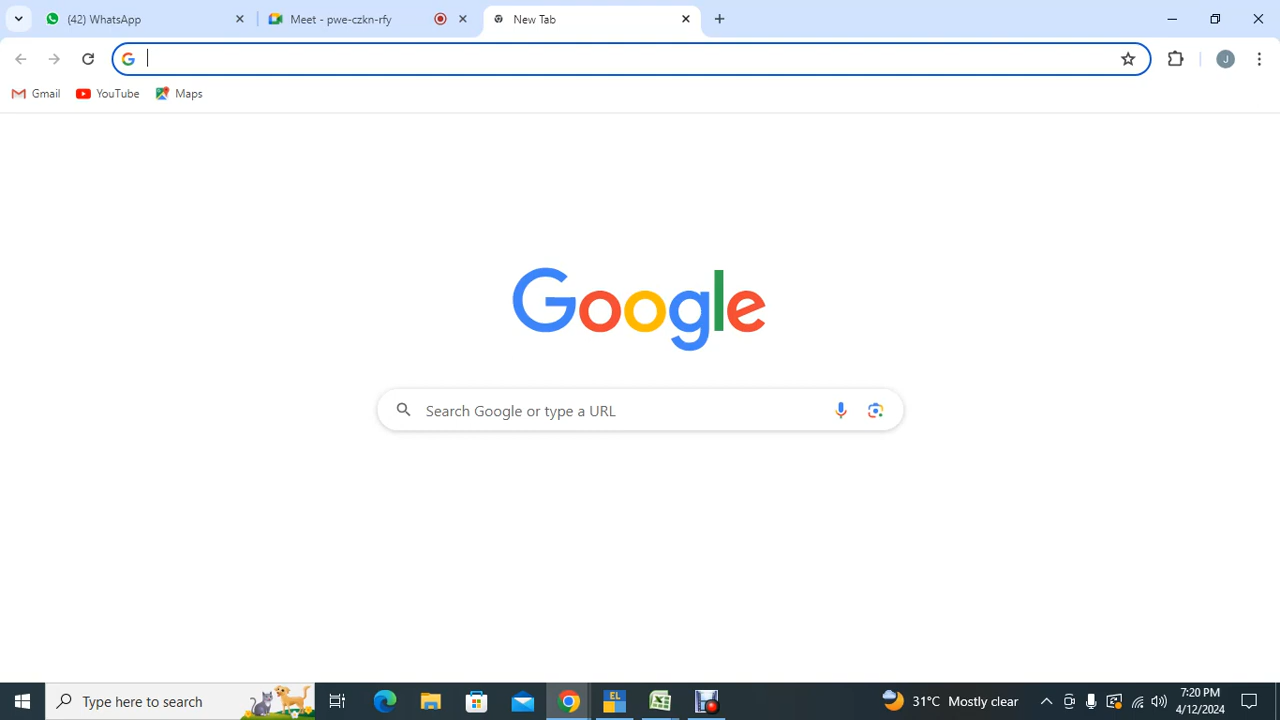 (42) WhatsApp
Meet - pwe-czkn-rfy
New Tab
Gmail
YouTube
Maps
Google
Search Google or type a URL
Type here to search
EL
31°C Mostly clear
7:20 PM
4/12/2024
J